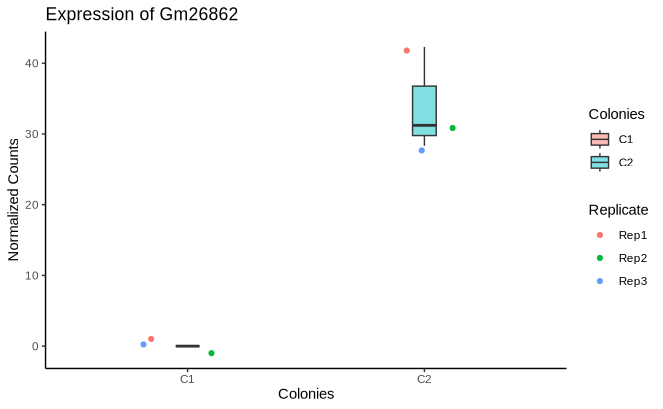 Expression of Gm26862
Normalized Counts
40
30
20
10
0
C1
C2
Colonies
Colonies
C1
C2
Replicate
Rep1
Rep2
Rep3